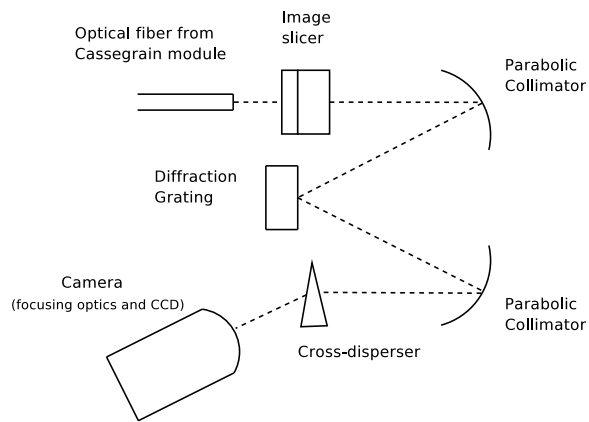 Optical fiber from
Cassegrain module
Image
slicer
Parabolic
Collimator
Diffraction
Grating
Camera
(focusing optics and CCD)
Cross-disperser
Parabolic
Collimator